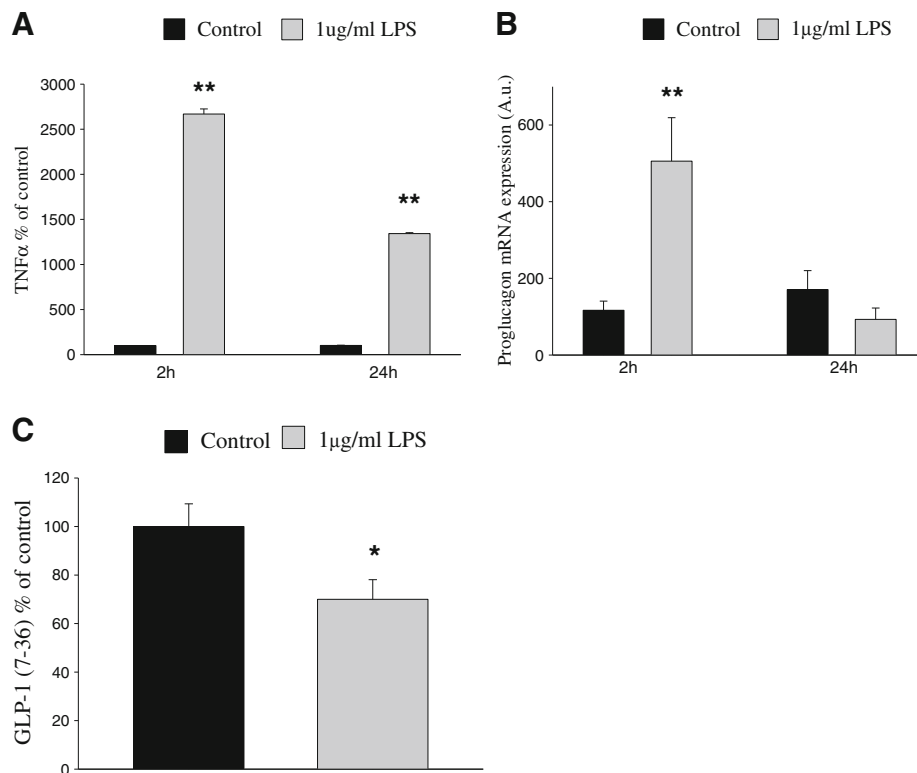 A
Control 1ug/ml LPS
TNFα % of control
3000
2500
2000
1500
1000
500
0
**
**
2h 24h
B
Control 1µg/ml LPS
Proglucagon mRNA expression (A.u.)
600
400
200
0
**
2h 24h
C
Control 1µg/ml LPS
GLP-1 (7-36) % of control
120
100
80
60
40
20
0
*